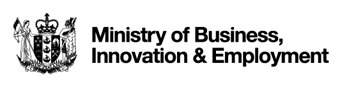 Ministry of Business,
Innovation & Employment